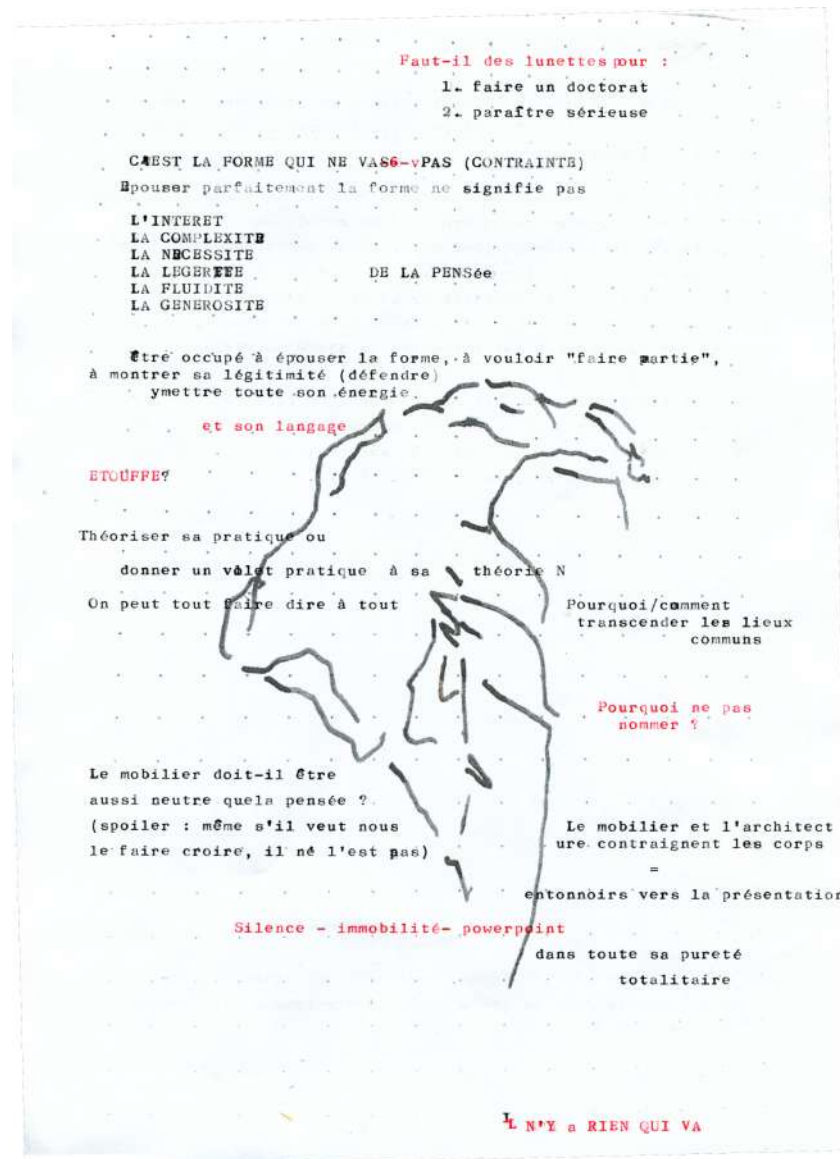 Faut-il des lunettes pour :
1. faire un doctorat
2. paraître sérieuse
C'EST LA FORME QUI NE VA PAS (CONTRAINTE)
Epouser parfaitement la forme ne signifie pas
L'INTERET
LA COMPLEXITE
LA NECESSITE
LA LEGERETE DE LA PENSée
LA FLUIDITE
LA GENEROSITE
être occupé à épouser la forme, à vouloir "faire partie",
à montrer sa légitimité (défendre)
ymettre toute son énergie
et son langage
ETOUFFE?
Théoriser sa pratique ou
donner un volet pratique à sa théorie N
On peut tout faire dire à tout
Pourquoi/comment
transcender les lieux
communs
Pourquoi ne pas
nommer ?
Le mobilier doit-il être
aussi neutre quela pensée ?
(spoiler : même s'il veut nous
le faire croire, il né l'est pas)
Le mobilier et l'architect
ure contraignent les corps
=
entonnoirs vers la présentation
Silence - immobilité- powerpoint
dans toute sa pureté
totalitaire
IL N'Y a RIEN QUI VA